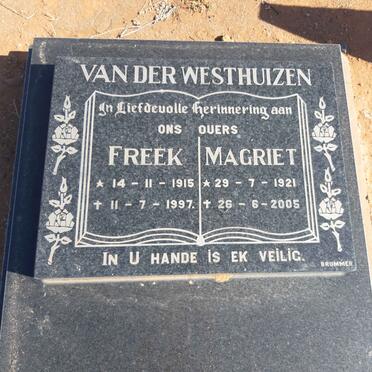 VAN DER WESTHUIZEN
In Liefdevolle Herinnering aan
ONS OUERS
FREEK MAGRIET
* 14 - 11 - 1915 * 29 - 7 - 1921
† 11 - 7 - 1997. † 26 - 6 - 2005
IN U HANDE IS EK VEILIG.
BRUMMER